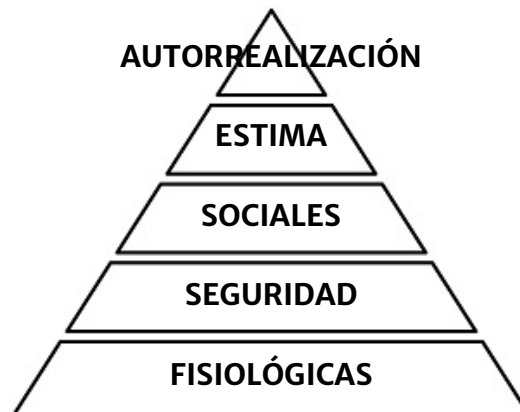 AUTORREALIZACIÓN
ESTIMA
SOCIALES
SEGURIDAD
FISIOLÓGICAS